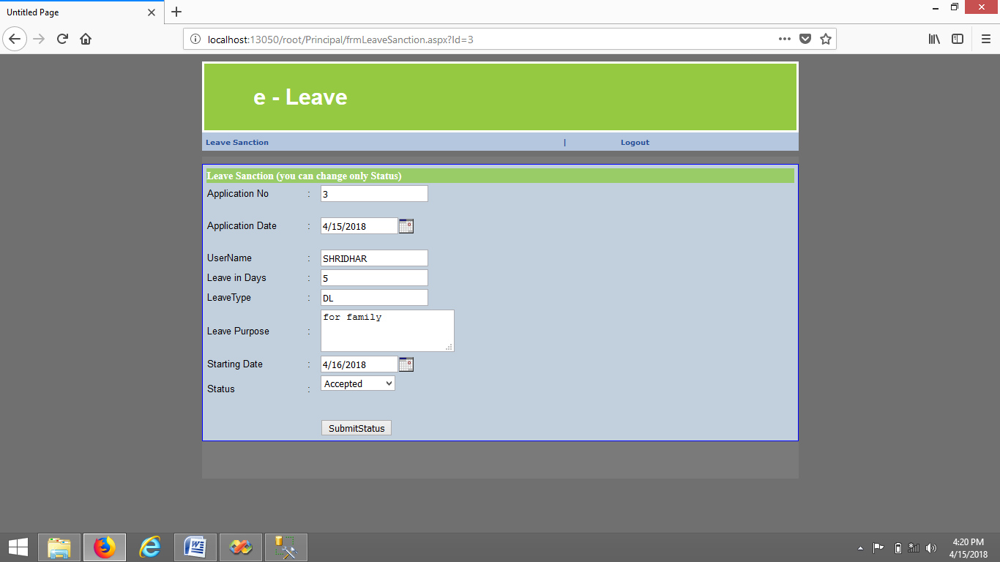 Untitled Page
localhost:13050/root/Principal/frmLeaveSanction.aspx?Id=3
e - Leave
Leave Sanction | Logout
Leave Sanction (you can change only Status)
Application No : 3
Application Date : 4/15/2018
UserName : SHRIDHAR
Leave in Days : 5
LeaveType : DL
Leave Purpose : for family
Starting Date : 4/16/2018
Status : Accepted
SubmitStatus
4:20 PM
4/15/2018